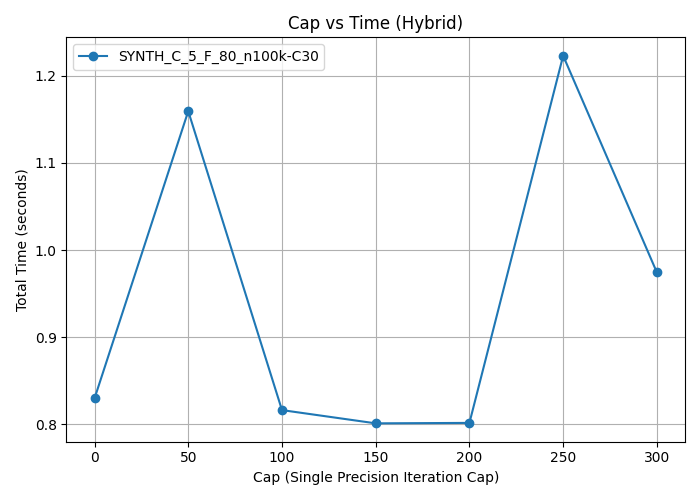 Cap vs Time (Hybrid)
SYNTH_C_5_F_80_n100k-C30
Total Time (seconds)
1.2
1.1
1.0
0.9
0.8
0 50 100 150 200 250 300
Cap (Single Precision Iteration Cap)